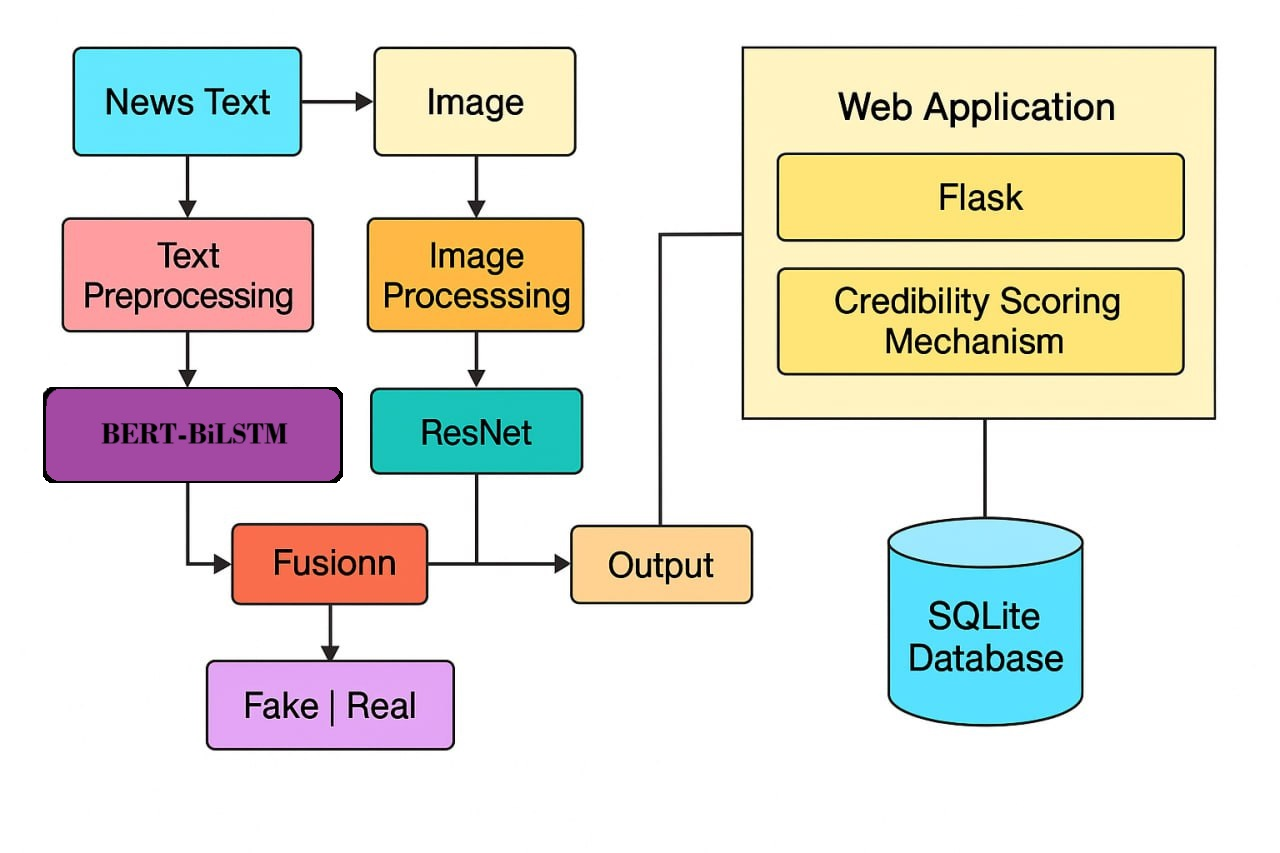 News Text
Image
Text
Preprocessing
Image
Processsing
BERT-BiLSTM
ResNet
Fusionn
Output
Fake | Real
Web Application
Flask
Credibility Scoring
Mechanism
SQLite
Database